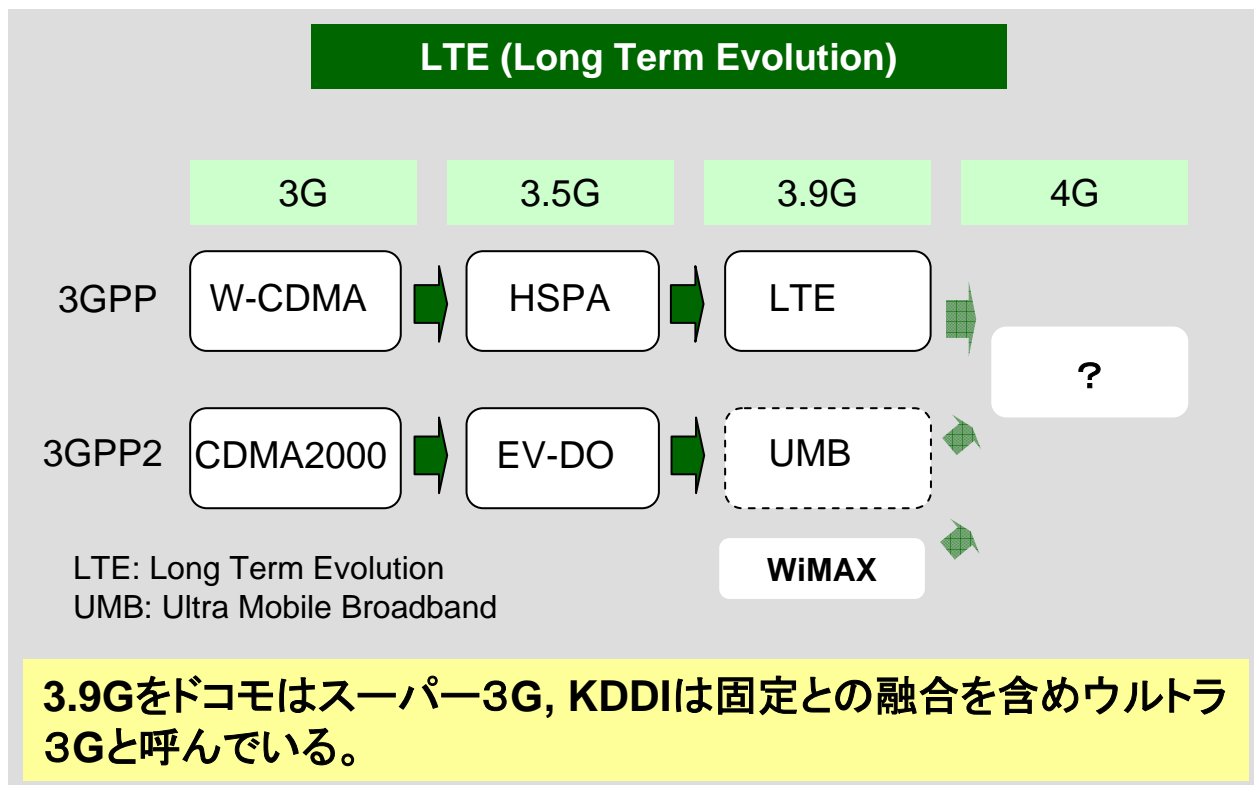 LTE (Long Term Evolution)
3G 3.5G 3.9G 4G
3GPP W-CDMA HSPA LTE
?
3GPP2 CDMA2000 EV-DO UMB
WiMAX
LTE: Long Term Evolution
UMB: Ultra Mobile Broadband
3.9Gをドコモはスーパー３G, KDDIは固定との融合を含めウルトラ
３Gと呼んでいる。